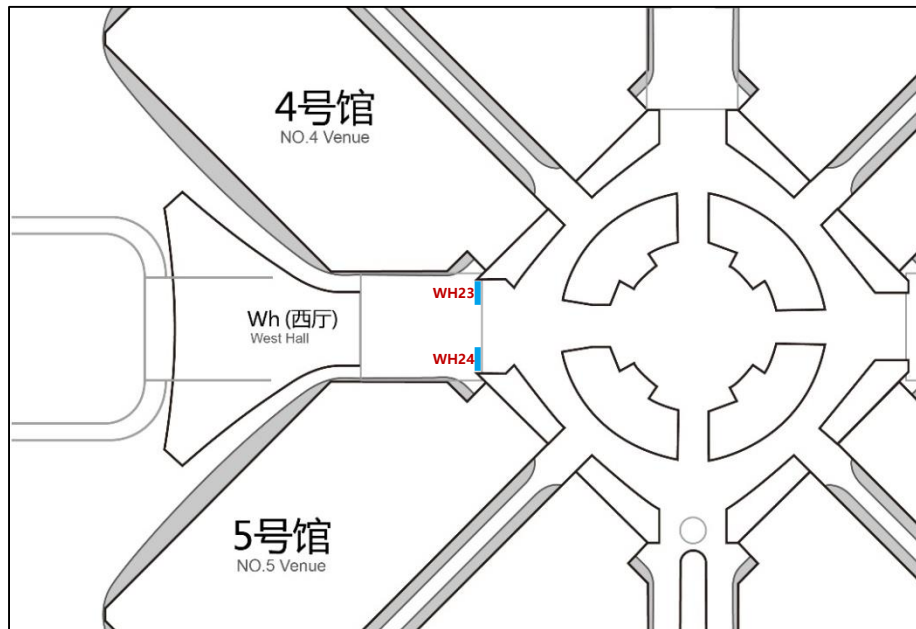 4号馆
NO.4 Venue
WH23
Wh (西厅)
West Hall
WH24
5号馆
NO.5 Venue